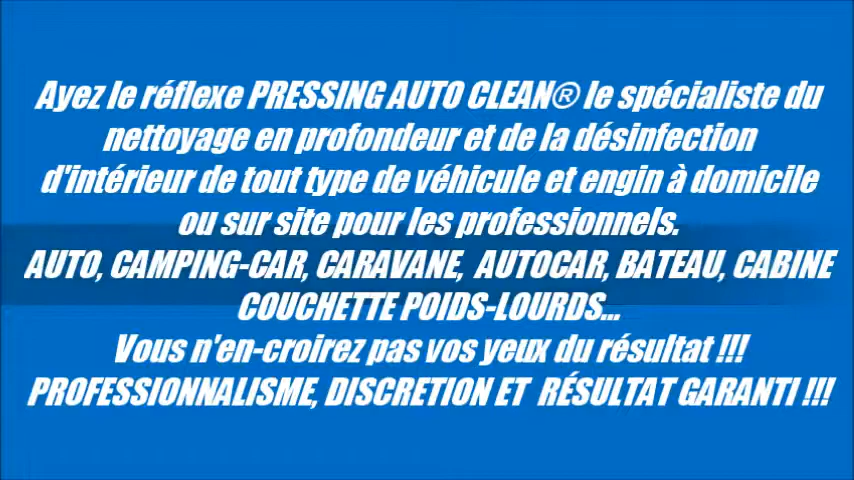 Ayez le réflexe PRESSING AUTO CLEAN® le spécialiste du
nettoyage en profondeur et de la désinfection
d'intérieur de tout type de véhicule et engin à domicile
ou sur site pour les professionnels.
AUTO, CAMPING-CAR, CARAVANE, AUTOCAR, BATEAU, CABINE
COUCHETTE POIDS-LOURDS...
Vous n'en-croirez pas vos yeux du résultat !!!
PROFESSIONNALISME, DISCRETION ET RÉSULTAT GARANTI !!!